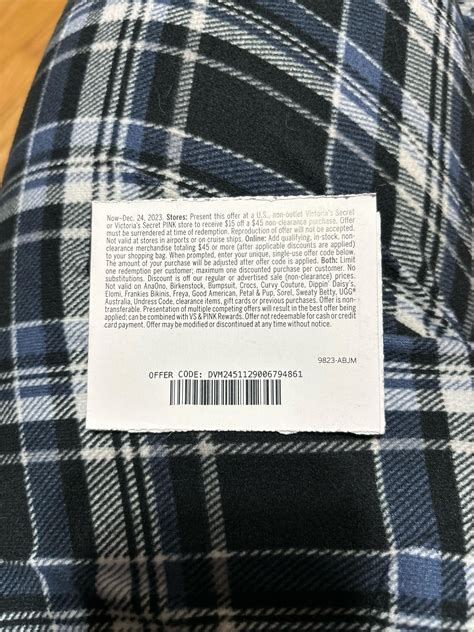 Now–Dec. 24, 2023. Stores: Present this offer at a U.S., non-outlet Victoria's Secret
or Victoria's Secret PINK store to receive $15 off a $45 non-clearance purchase. Offer
must be surrendered at time of redemption. Reproduction of offer will not be accepted.
Not valid at stores in airports or on cruise ships. Online: Add qualifying, in-stock, non-
clearance merchandise totaling $45 or more (after applicable discounts are applied)
to your shopping bag. When prompted, enter your unique, single-use offer code below.
The amount of your purchase will be adjusted after offer code is applied. Both: Limit
one redemption per customer; maximum one discounted purchase per customer. No
substitutions. Discount is off our regular or advertised sale (non-clearance) prices.
Not valid on AnaOno, Birkenstock, Bumpsuit, Crocs, Curvy Couture, Dippin' Daisy's,
Elomi, Frankies Bikinis, Freya, Good American, Petal & Pup, Sorel, Sweaty Betty, UGG®
Australia, Undress Code, clearance items, gift cards or previous purchases. Offer is non-
transferable. Presentation of multiple competing offers will result in the best offer being
applied; can be combined with VS & PINK Rewards. Offer not redeemable for cash or credit
card payment. Offer may be modified or discontinued at any time without notice.
9823-ABJM
OFFER CODE: DVM2451129006794861